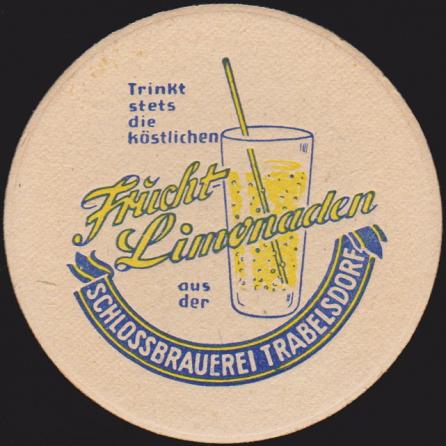 Trinkt
stets
die
köstlichen
Frucht-
Limonaden
aus
der
SCHLOSSBRAUEREI TRABELSDORF